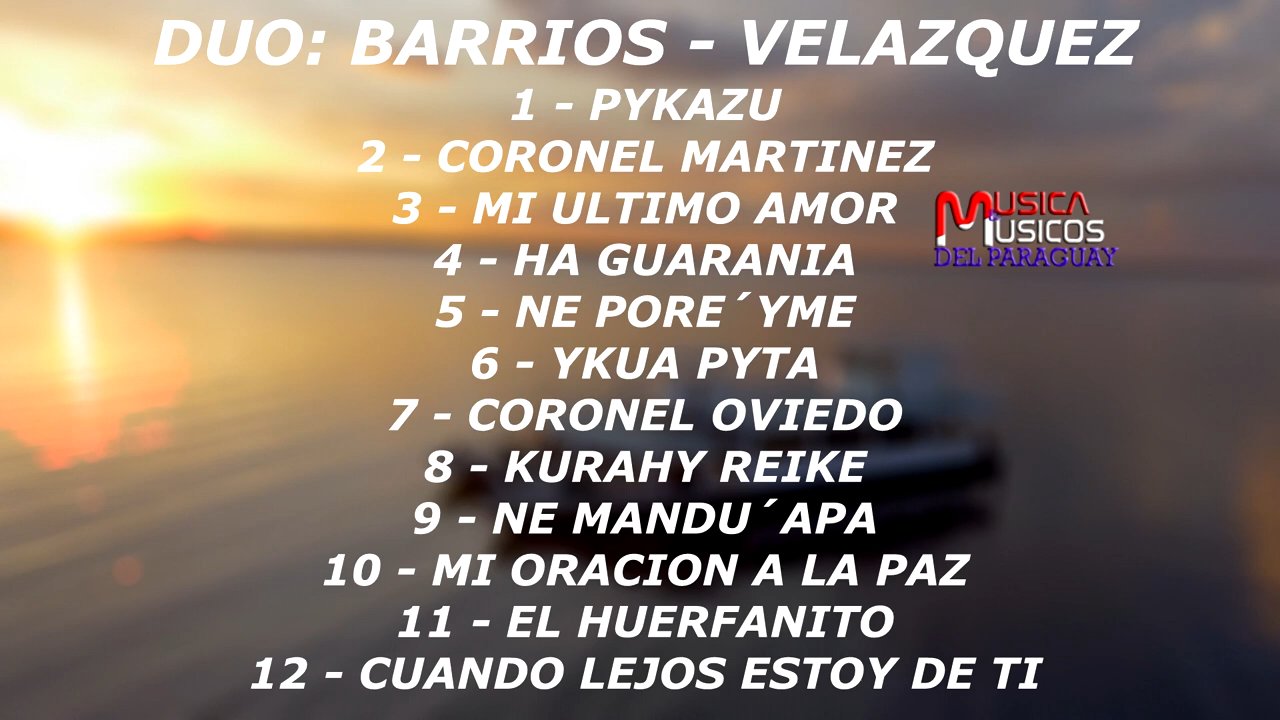 DUO: BARRIOS - VELAZQUEZ
1 - PYKAZU
2 - CORONEL MARTINEZ
3 - MI ULTIMO AMOR
4 - HA GUARANIA
5 - NE PORE´YME
6 - YKUA PYTA
7 - CORONEL OVIEDO
8 - KURAHY REIKE
9 - NE MANDU´APA
10 - MI ORACION A LA PAZ
11 - EL HUERFANITO
12 - CUANDO LEJOS ESTOY DE TI
MUSICA
& MUSICOS
DEL PARAGUAY